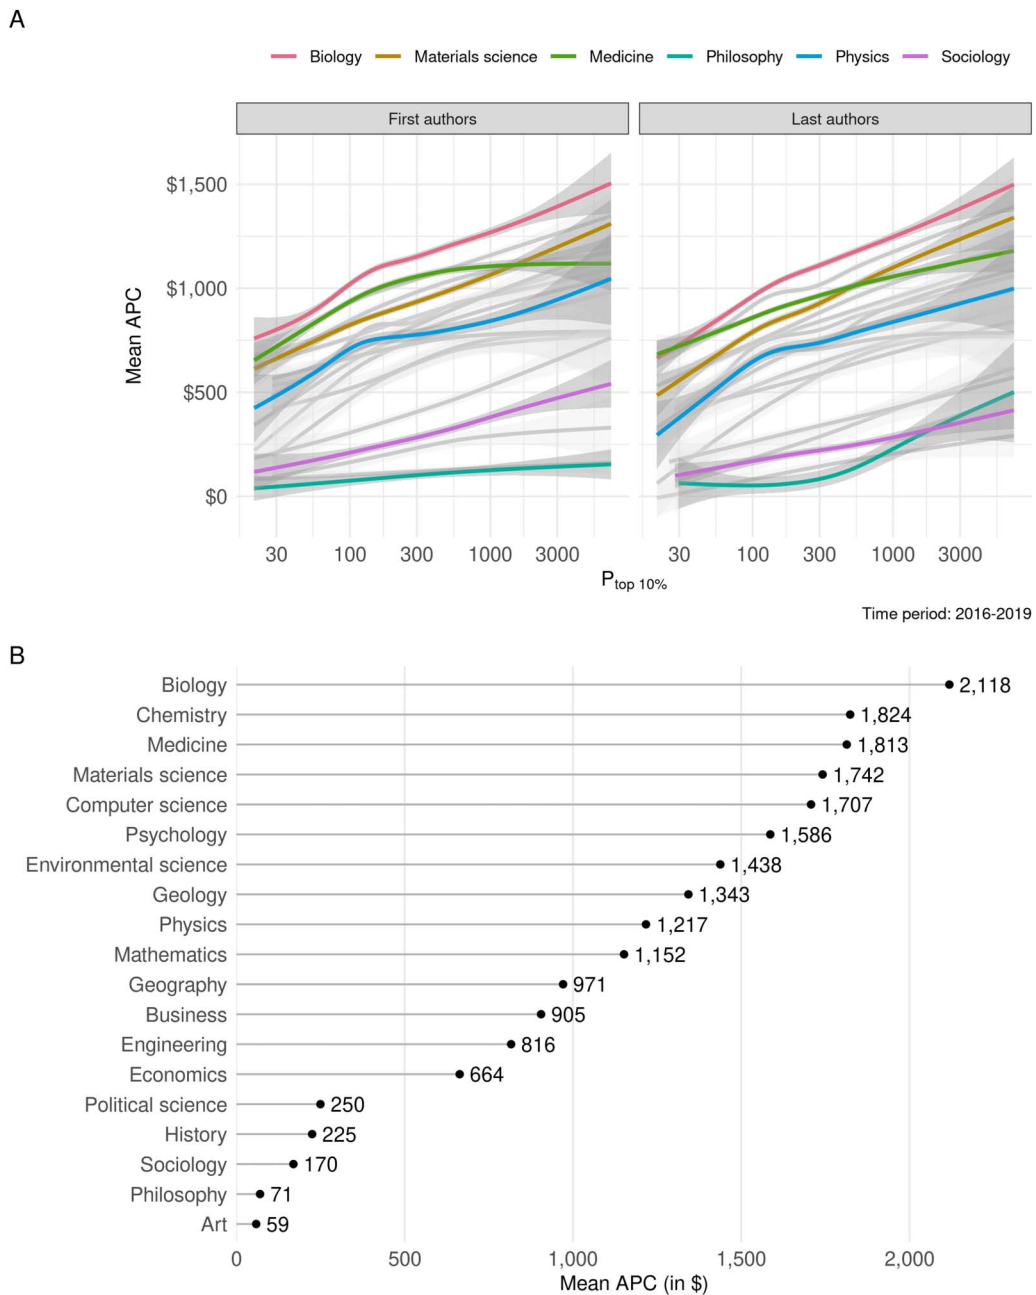 A
Biology Materials science Medicine Philosophy Physics Sociology
First authors Last authors
$1,500
$1,000
$500
$0
Mean APC
30 100 300 1000 3000 30 100 300 1000 3000
P top 10%
Time period: 2016-2019
B
Biology 2,118
Chemistry 1,824
Medicine 1,813
Materials science 1,742
Computer science 1,707
Psychology 1,586
Environmental science 1,438
Geology 1,343
Physics 1,217
Mathematics 1,152
Geography 971
Business 905
Engineering 816
Economics 664
Political science 250
History 225
Sociology 170
Philosophy 71
Art 59
0 500 1,000 1,500 2,000
Mean APC (in $)